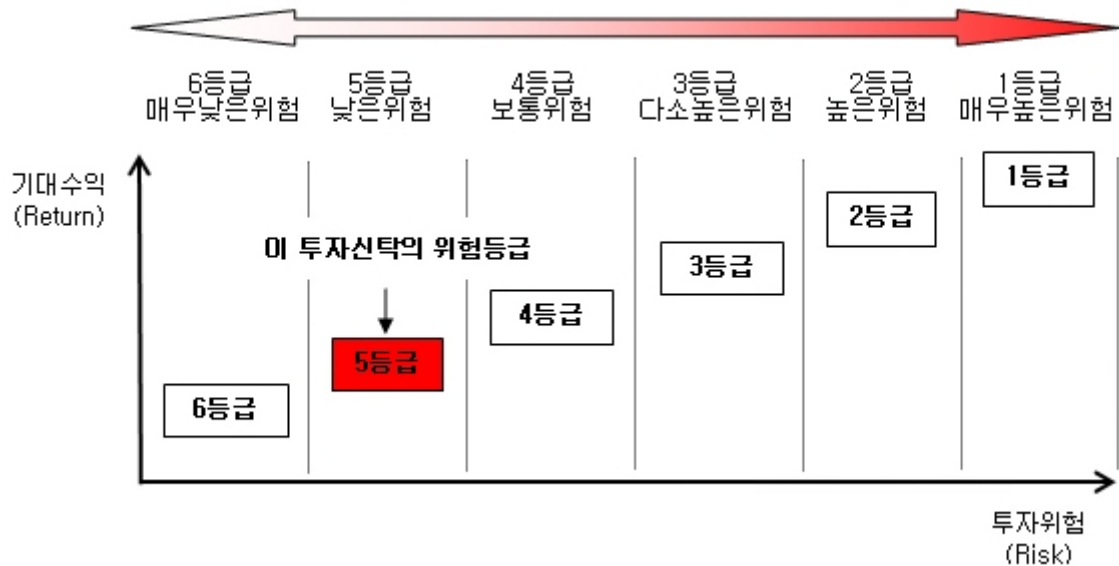 6등급 5등급 4등급 3등급 2등급 1등급
매우낮은위험 낮은위험 보통위험 다소높은위험 높은위험 매우높은위험
기대수익
(Return)
1등급
2등급
이 투자신탁의 위험등급
3등급
4등급
5등급
6등급
투자위험
(Risk)